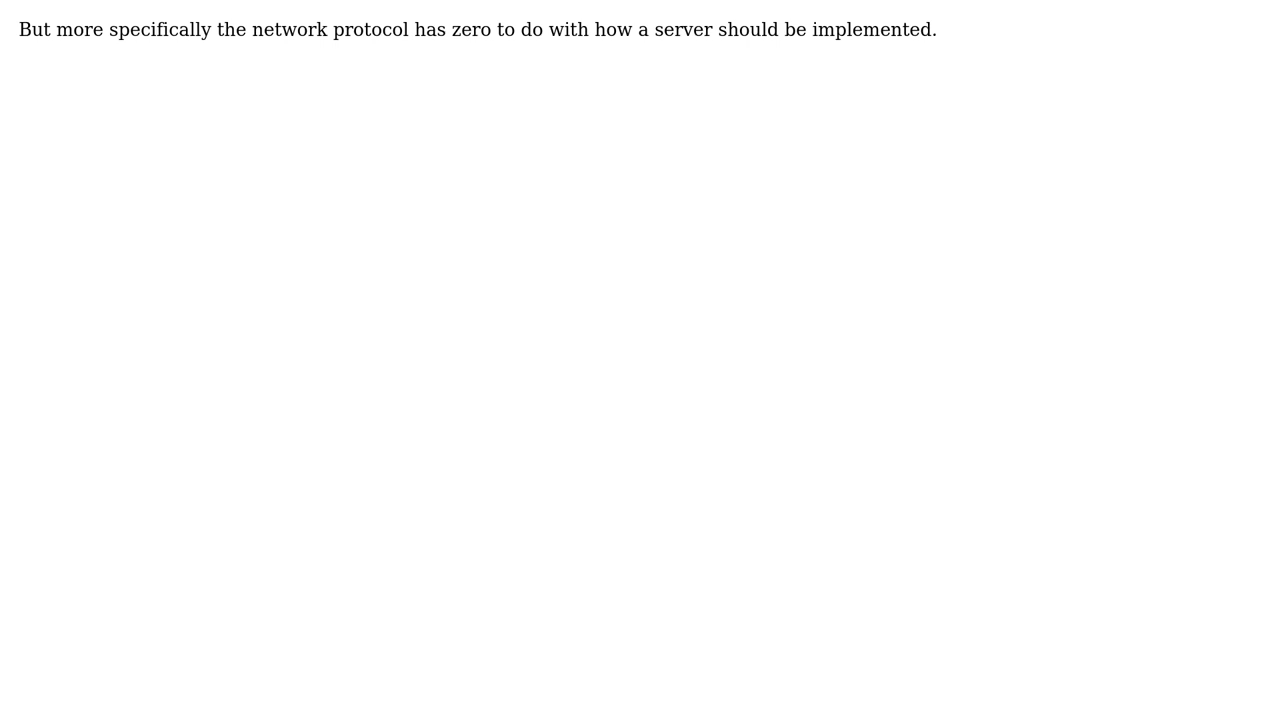 But more specifically the network protocol has zero to do with how a server should be implemented.